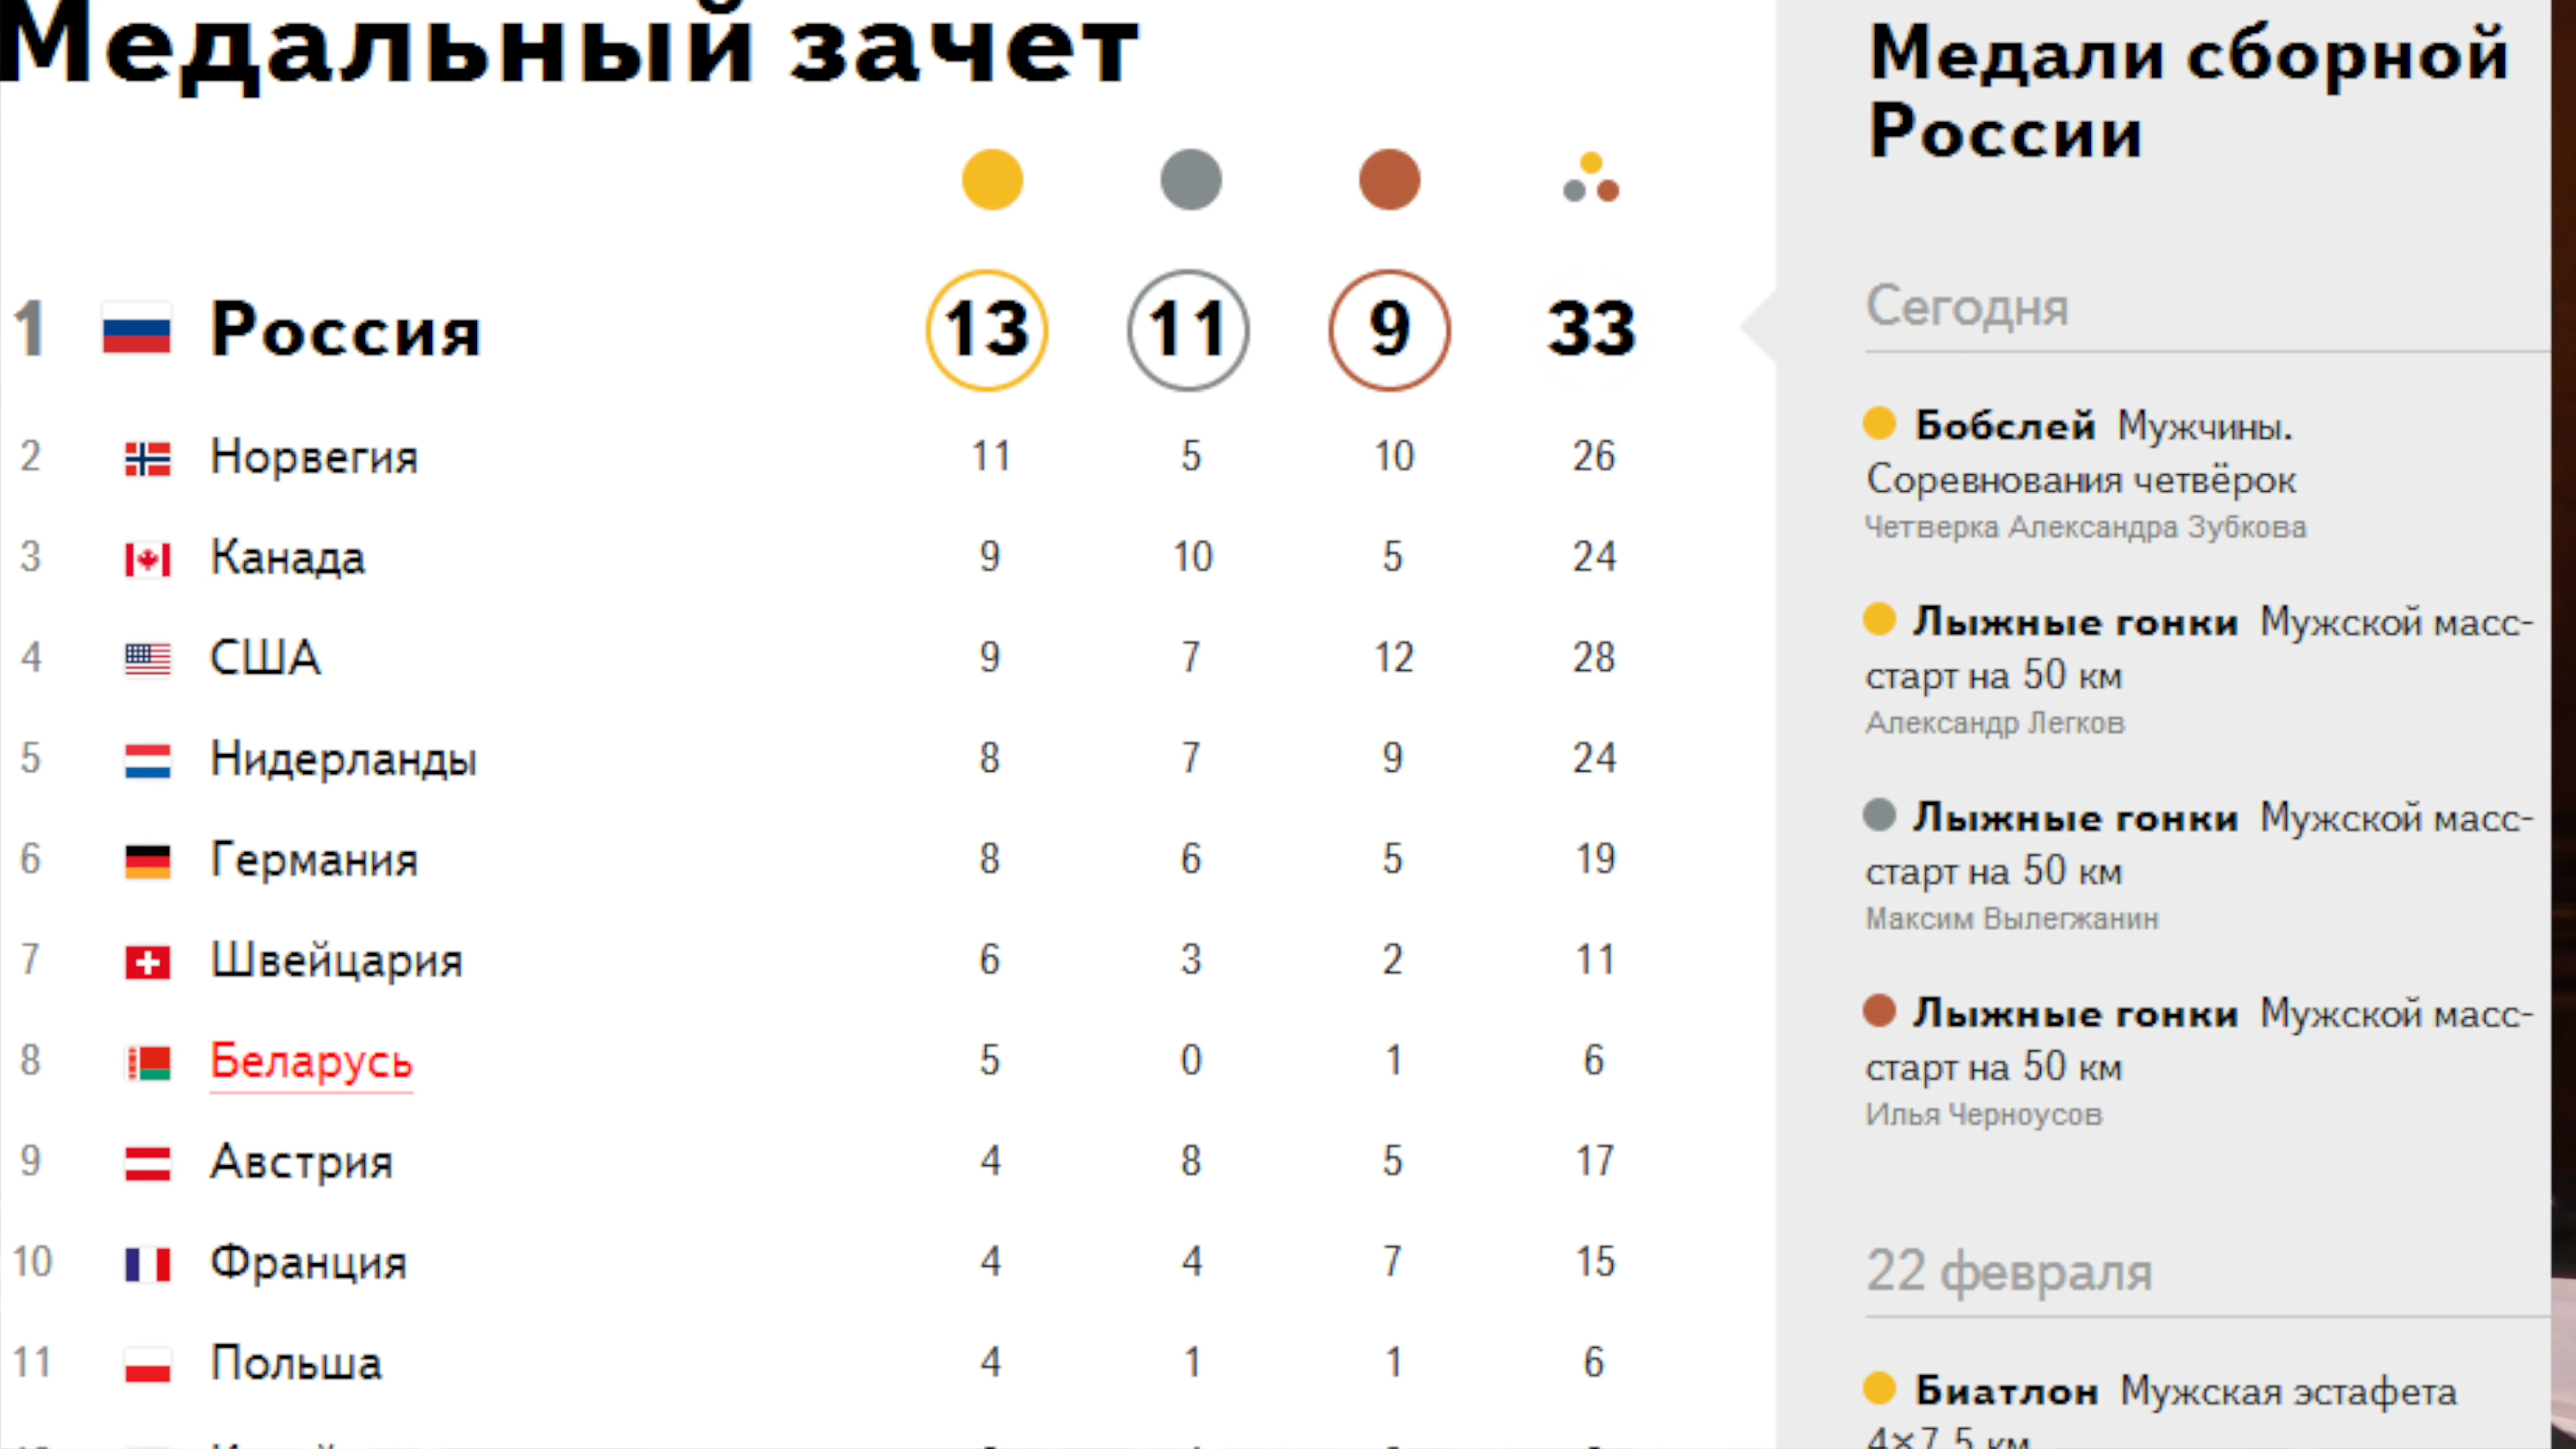 Медальный зачет
1 Россия 13 11 9 33
2 Норвегия 11 5 10 26
3 Канада 9 10 5 24
4 США 9 7 12 28
5 Нидерланды 8 7 9 24
6 Германия 8 6 5 19
7 Швейцария 6 3 2 11
8 Беларусь 5 0 1 6
9 Австрия 4 8 5 17
10 Франция 4 4 7 15
11 Польша 4 1 1 6
Медали сборной
России
Сегодня
Бобслей Мужчины.
Соревнования четвёрок
Четверка Александра Зубкова
Лыжные гонки Мужской масс-
старт на 50 км
Александр Легков
Лыжные гонки Мужской масс-
старт на 50 км
Максим Вылегжанин
Лыжные гонки Мужской масс-
старт на 50 км
Илья Черноусов
22 февраля
Биатлон Мужская эстафета
4×7,5 км